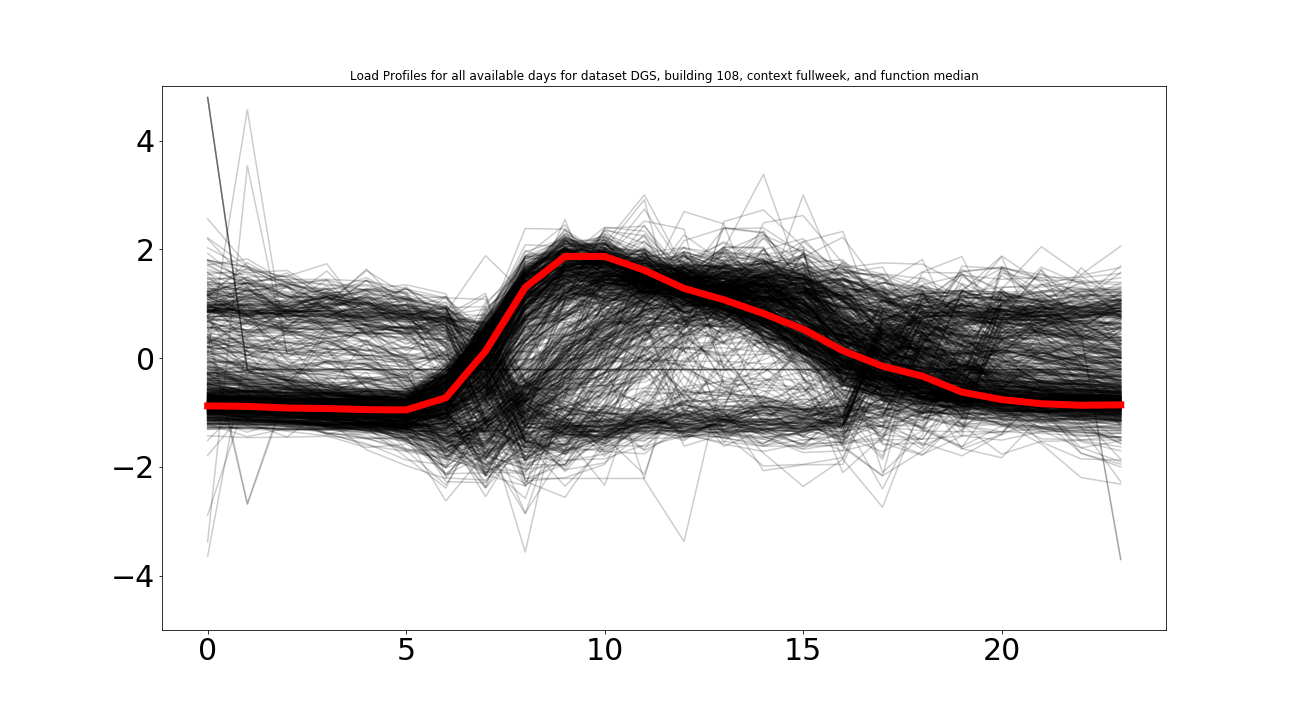 Load Profiles for all available days for dataset DGS, building 108, context fullweek, and function median
4
2
0
−2
−4
0 5 10 15 20